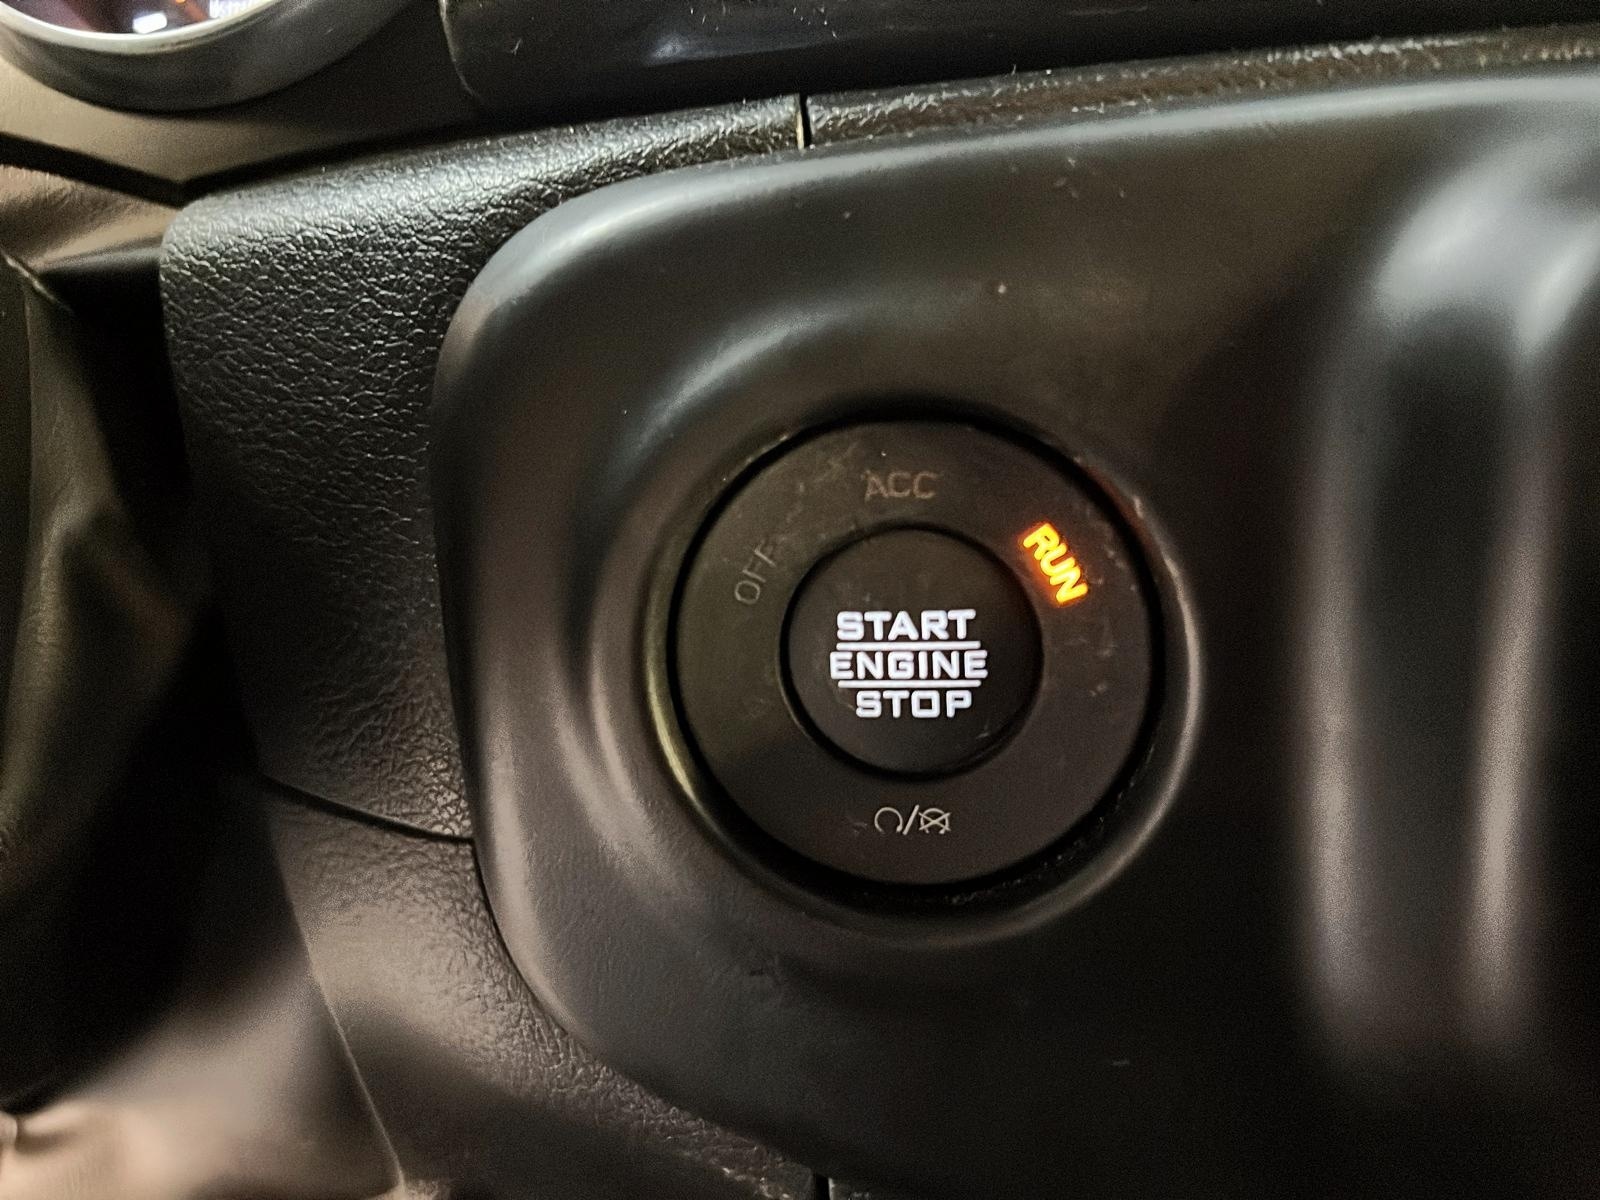 ACC
OFF
RUN
START
ENGINE
STOP